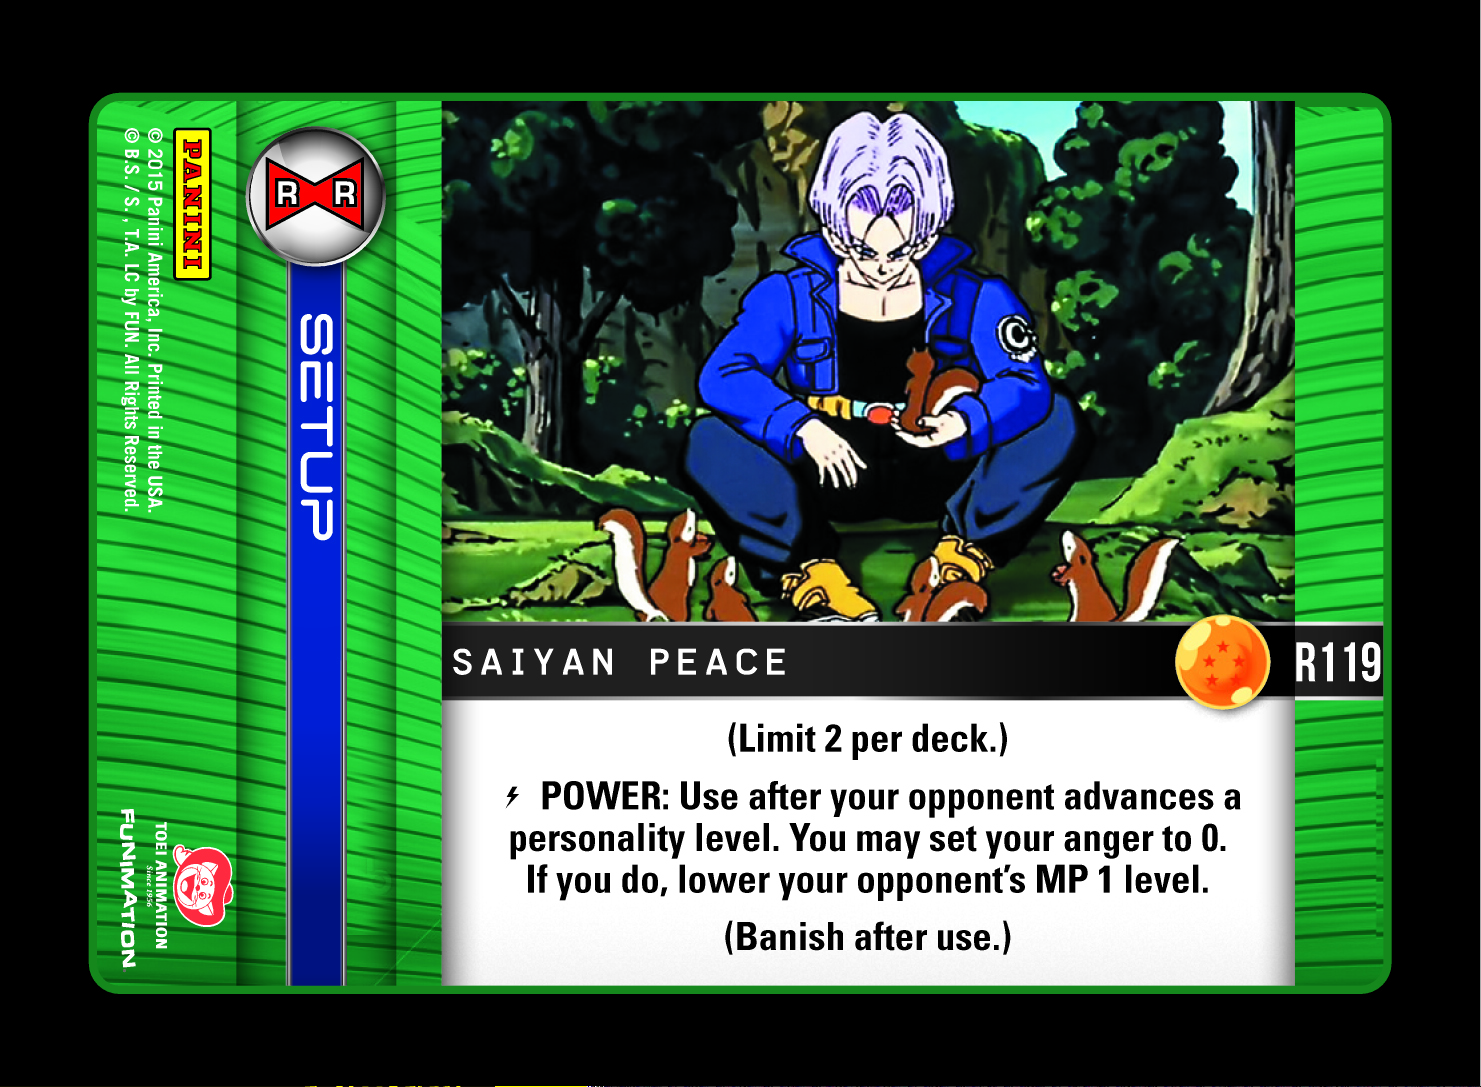 © 2015 Panini America, Inc. Printed in the USA.
© B.S. / S. , T.A. LC by FUN. All Rights Reserved.
PANINI
R R
SETUP
C
SAIYAN PEACE
R119
(Limit 2 per deck.)
POWER: Use after your opponent advances a
personality level. You may set your anger to 0.
If you do, lower your opponent's MP 1 level.
(Banish after use.)
TOEI ANIMATION
Since 1956
FUNIMATION